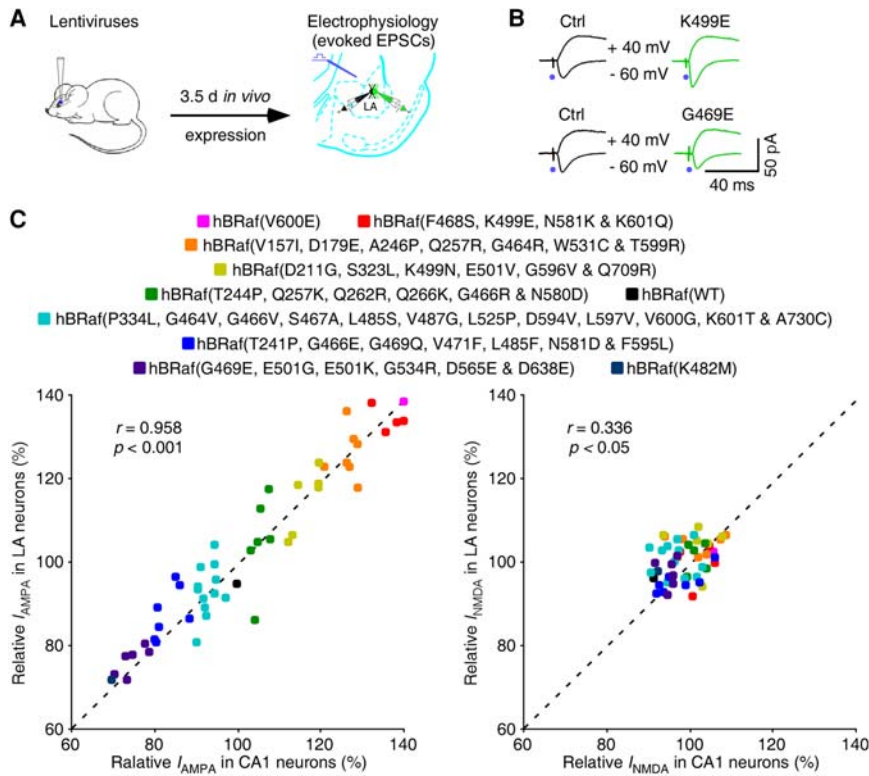 A
Lentiviruses
3.5 d in vivo
expression
Electrophysiology
(evoked EPSCs)
LA
B
Ctrl
K499E
+ 40 mV
- 60 mV
Ctrl
G469E
+ 40 mV
- 60 mV
50 pA
40 ms
C
hBRaf(V600E) hBRaf(F468S, K499E, N581K & K601Q)
hBRaf(V157I, D179E, A246P, Q257R, G464R, W531C & T599R)
hBRaf(D211G, S323L, K499N, E501V, G596V & Q709R)
hBRaf(T244P, Q257K, Q262R, Q266K, G466R & N580D) hBRaf(WT)
hBRaf(P334L, G464V, G466V, S467A, L485S, V487G, L525P, D594V, L597V, V600G, K601T & A730C)
hBRaf(T241P, G466E, G469Q, V471F, L485F, N581D & F595L)
hBRaf(G469E, E501G, E501K, G534R, D565E & D638E) hBRaf(K482M)
Relative IAMPA in LA neurons (%)
140
120
100
80
60
r = 0.958
p < 0.001
60 80 100 120 140
Ralative IAMPA in CA1 neurons (%)
Relative INMDA in LA neurons (%)
140
120
100
80
60
r = 0.336
p < 0.05
60 80 100 120 140
Ralative INMDA in CA1 neurons (%)